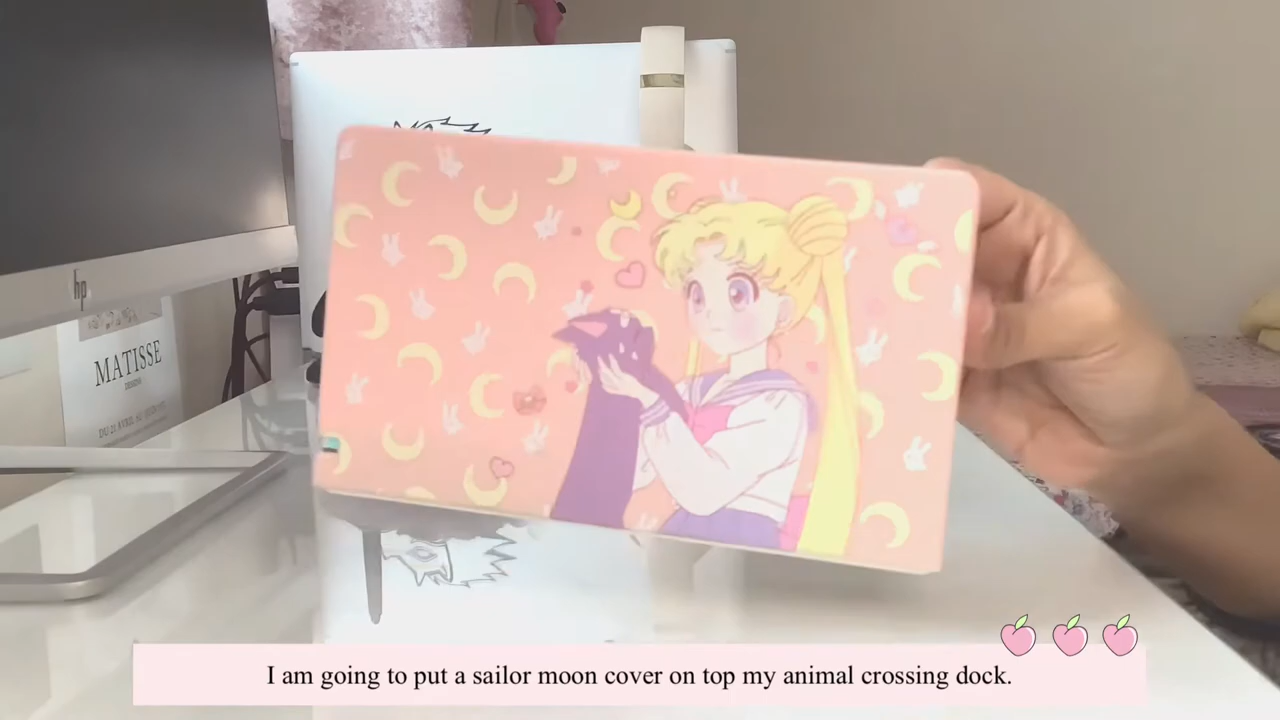 hp
MATISSE
I am going to put a sailor moon cover on top my animal crossing dock.